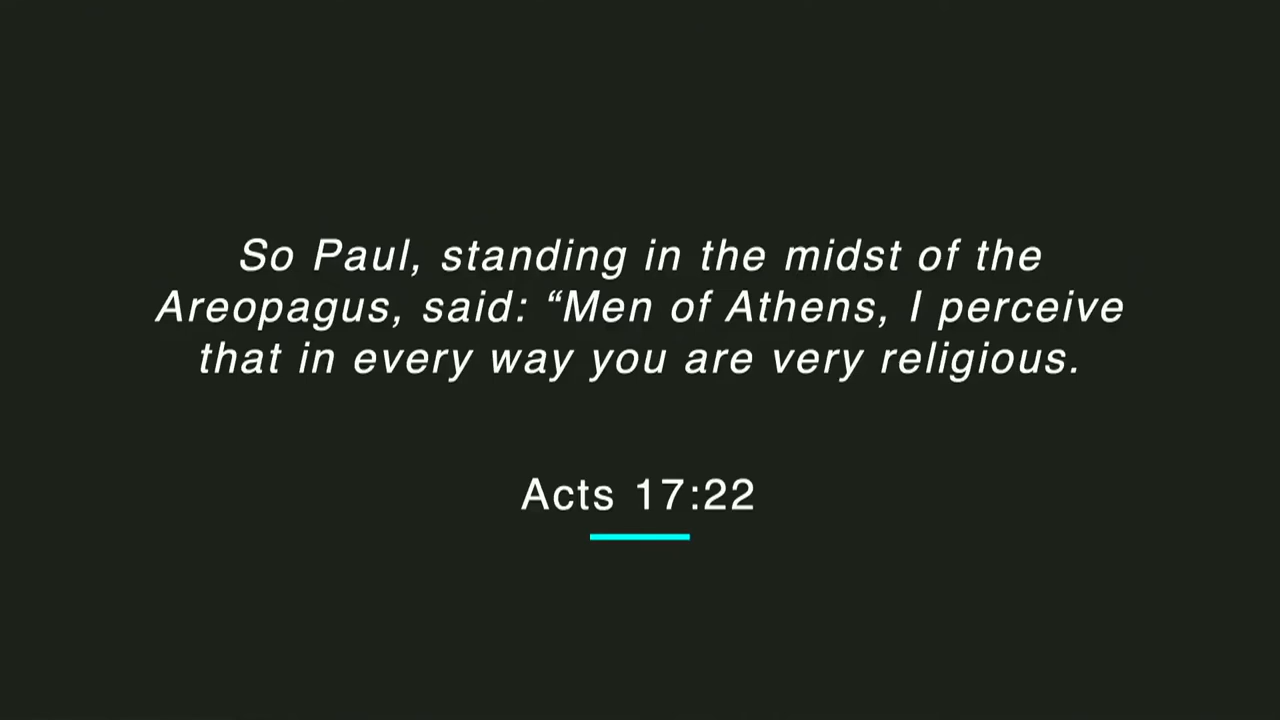 So Paul, standing in the midst of the
Areopagus, said: “Men of Athens, I perceive
that in every way you are very religious.
Acts 17:22